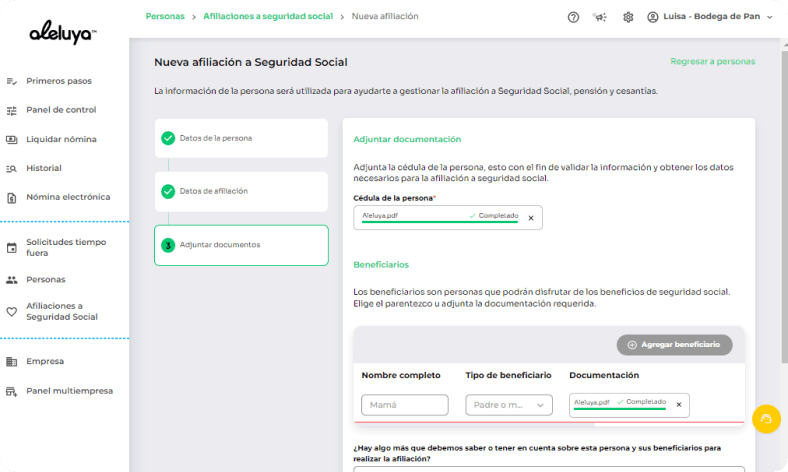 aleluya™
Personas > Afiliaciones a seguridad social > Nueva afiliación
Luisa - Bodega de Pan
Primeros pasos
Panel de control
Liquidar nómina
Historial
Nómina electrónica
Solicitudes tiempo
fuera
Personas
Afiliaciones a
Seguridad Social
Empresa
Panel multiempresa
Nueva afiliación a Seguridad Social
Regresar a personas
La información de la persona será utilizada para ayudarte a gestionar la afiliación a Seguridad Social, pensión y cesantías.
Datos de la persona
Datos de afiliación
3 Adjuntar documentos
Adjuntar documentación
Adjunta la cédula de la persona, esto con el fin de validar la información y obtener los datos
necesarios para la afiliación a seguridad social.
Cédula de la persona*
Aleluya.pdf Completado x
Beneficiarios
Los beneficiarios son personas que podrán disfrutar de los beneficios de seguridad social.
Elige el parentezco u adjunta la documentación requerida.
Agregar beneficiario
Nombre completo Tipo de beneficiario Documentación
Mamá Padre o m... Aleluya.pdf Completado x
¿Hay algo más que debemos saber o tener en cuenta sobre esta persona y sus beneficiarios para
realizar la afiliación?